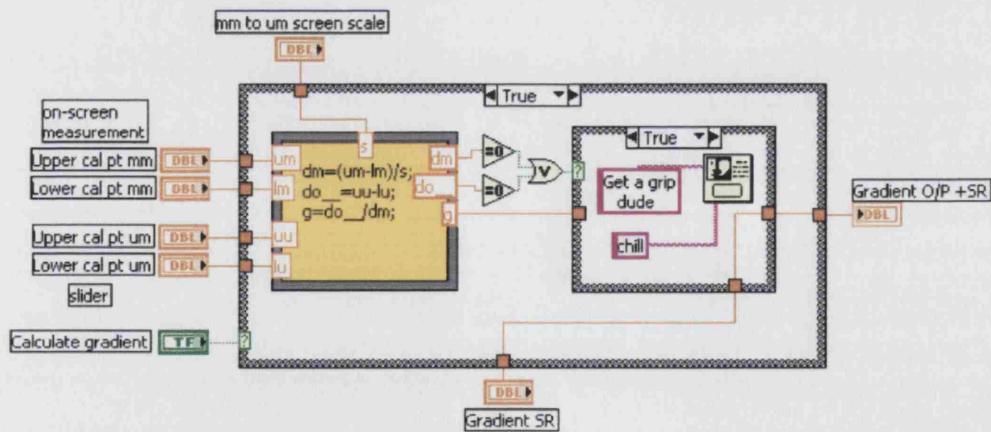 mm to um screen scale
DBL
True
on-screen
measurement
Upper cal pt mm
DBL
um
Lower cal pt mm
DBL
lm
Upper cal pt um
DBL
uu
Lower cal pt um
DBL
lu
slider
Calculate gradient
TF
?
s
dm=(um-lm)/s;
do__=uu-lu;
g=do__/dm;
dm
do__
g
=0
=0
V
?
True
Get a grip
dude
chill
Gradient O/P +SR
DBL
DBL
Gradient SR